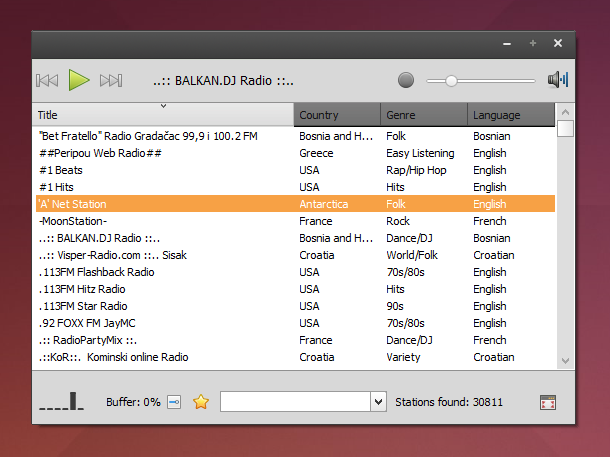 ..:: BALKAN.DJ Radio ::..
Title Country Genre Language
"Bet Fratello" Radio Gradačac 99,9 i 100.2 FM Bosnia and H... Folk Bosnian
##Peripou Web Radio## Greece Easy Listening English
#1 Beats USA Rap/Hip Hop English
#1 Hits USA Hits English
'A' Net Station Antarctica Folk English
-MoonStation- France Rock French
..:: BALKAN.DJ Radio ::.. Bosnia and H... Dance/DJ Bosnian
..:: Visper-Radio.com ::.. Sisak Croatia World/Folk Croatian
.113FM Flashback Radio USA 70s/80s English
.113FM Hitz Radio USA Hits English
.113FM Star Radio USA 90s English
.92 FOXX FM JayMC USA 70s/80s English
.:: RadioPartyMix ::. France Dance/DJ French
.::KoR::. Kominski online Radio Croatia Variety Croatian
Buffer: 0% Stations found: 30811